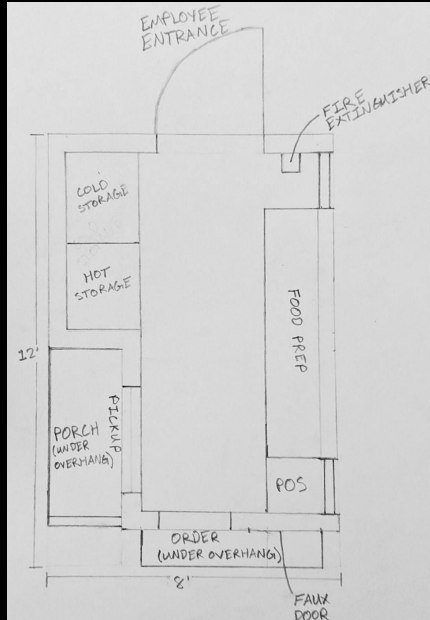 EMPLOYEE
ENTRANCE
FIRE
EXTINGUISHER
COLD
STORAGE
HOT
STORAGE
FOOD PREP
12'
PICKUP
PORCH
(UNDER
OVERHANG)
POS
ORDER
(UNDER OVERHANG)
8'
FAUX
DOOR